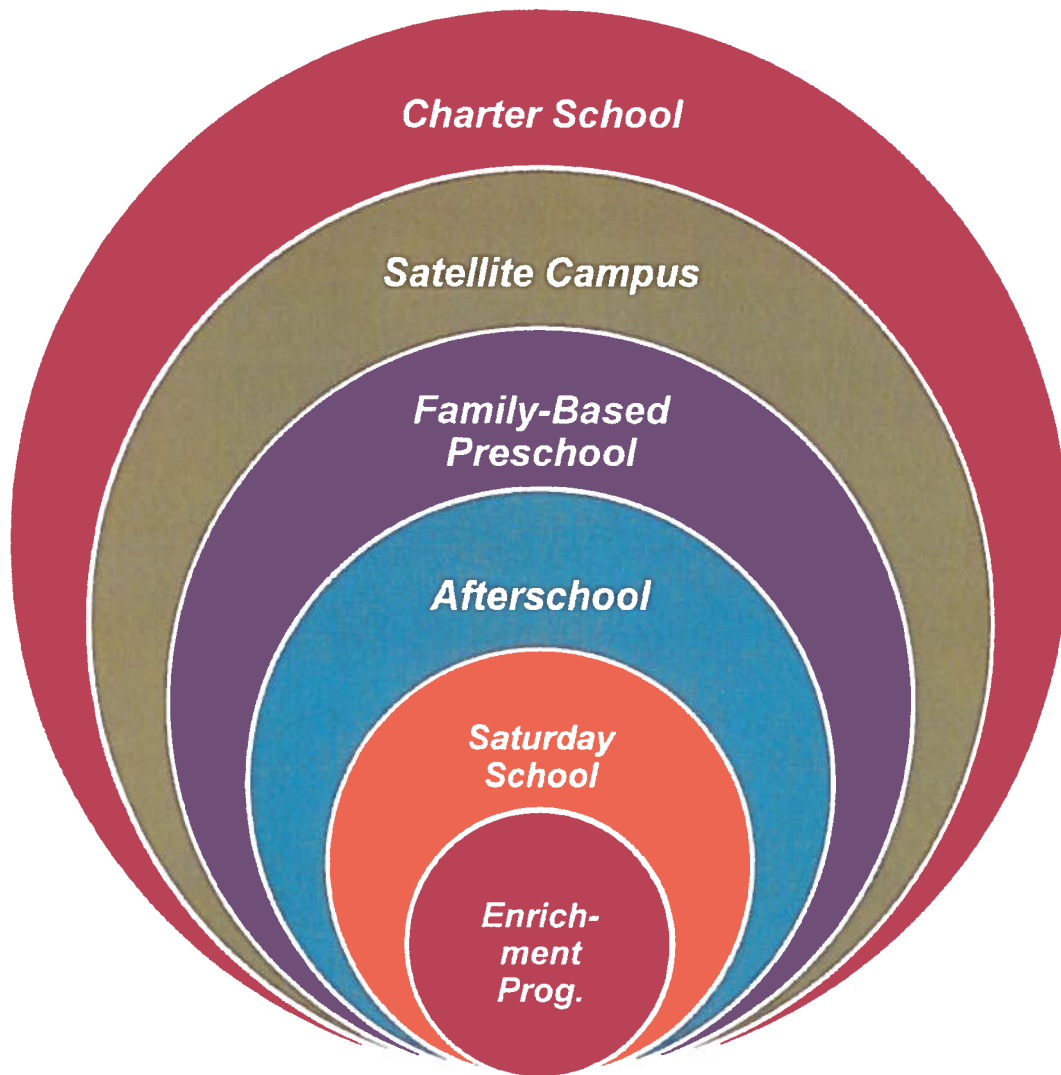 Charter School
Satellite Campus
Family-Based
Preschool
Afterschool
Saturday
School
Enrich-
ment
Prog.